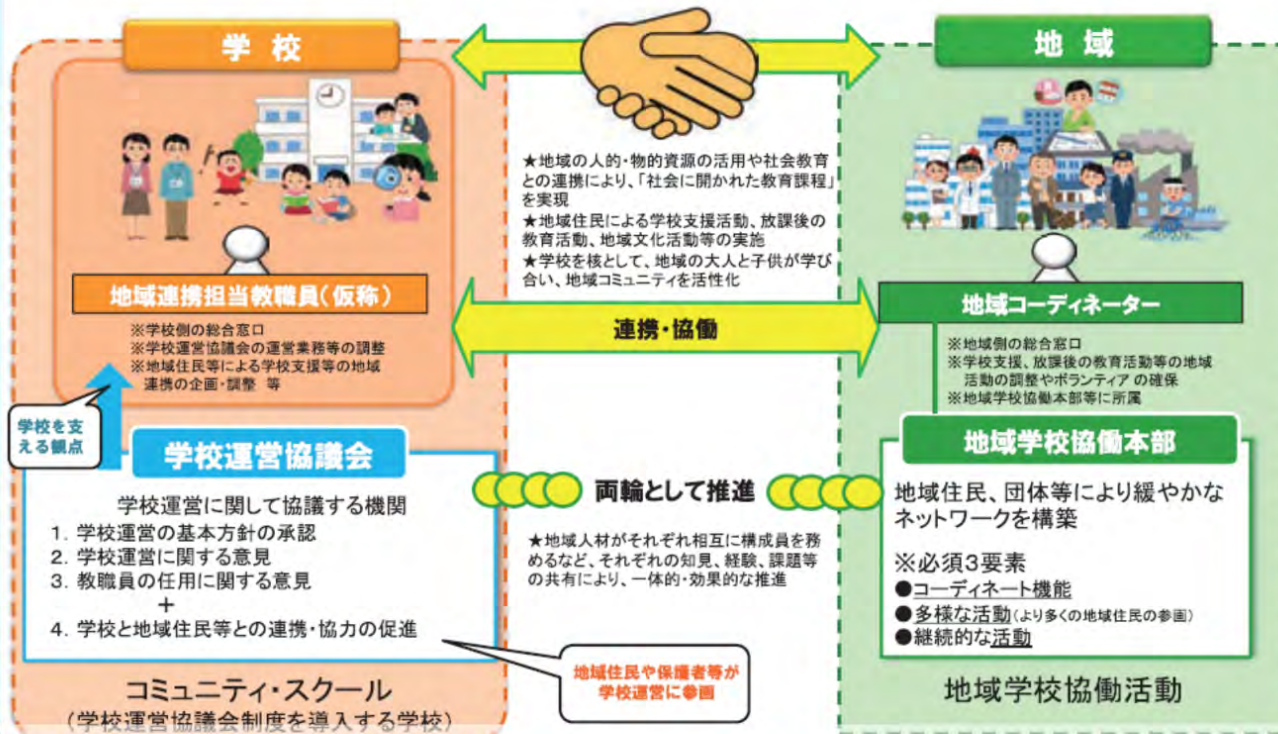 学校
地域
★地域の人的・物的資源の活用や社会教育
との連携により、「社会に開かれた教育課程」
を実現
★地域住民による学校支援活動、放課後の
教育活動、地域文化活動等の実施
★学校を核として、地域の大人と子供が学び
合い、地域コミュニティを活性化
地域連携担当教職員(仮称)
※学校側の総合窓口
※学校運営協議会の運営業務等の調整
※地域住民等による学校支援等の地域
連携の企画・調整 等
連携・協働
地域コーディネーター
※地域側の総合窓口
※学校支援、放課後の教育活動等の地域
活動の調整やボランティアの確保
※地域学校協働本部等に所属
学校を支
える観点
学校運営協議会
学校運営に関して協議する機関
1. 学校運営の基本方針の承認
2. 学校運営に関する意見
3. 教職員の任用に関する意見
+
4. 学校と地域住民等との連携・協力の促進
両輪として推進
★地域人材がそれぞれ相互に構成員を務
めるなど、それぞれの知見、経験、課題等
の共有により、一体的・効果的な推進
地域学校協働本部
地域住民、団体等により緩やかな
ネットワークを構築
※必須3要素
●コーディネート機能
●多様な活動(より多くの地域住民の参画)
●継続的な活動
地域住民や保護者等が
学校運営に参画
コミュニティ・スクール
(学校運営協議会制度を導入する学校)
地域学校協働活動